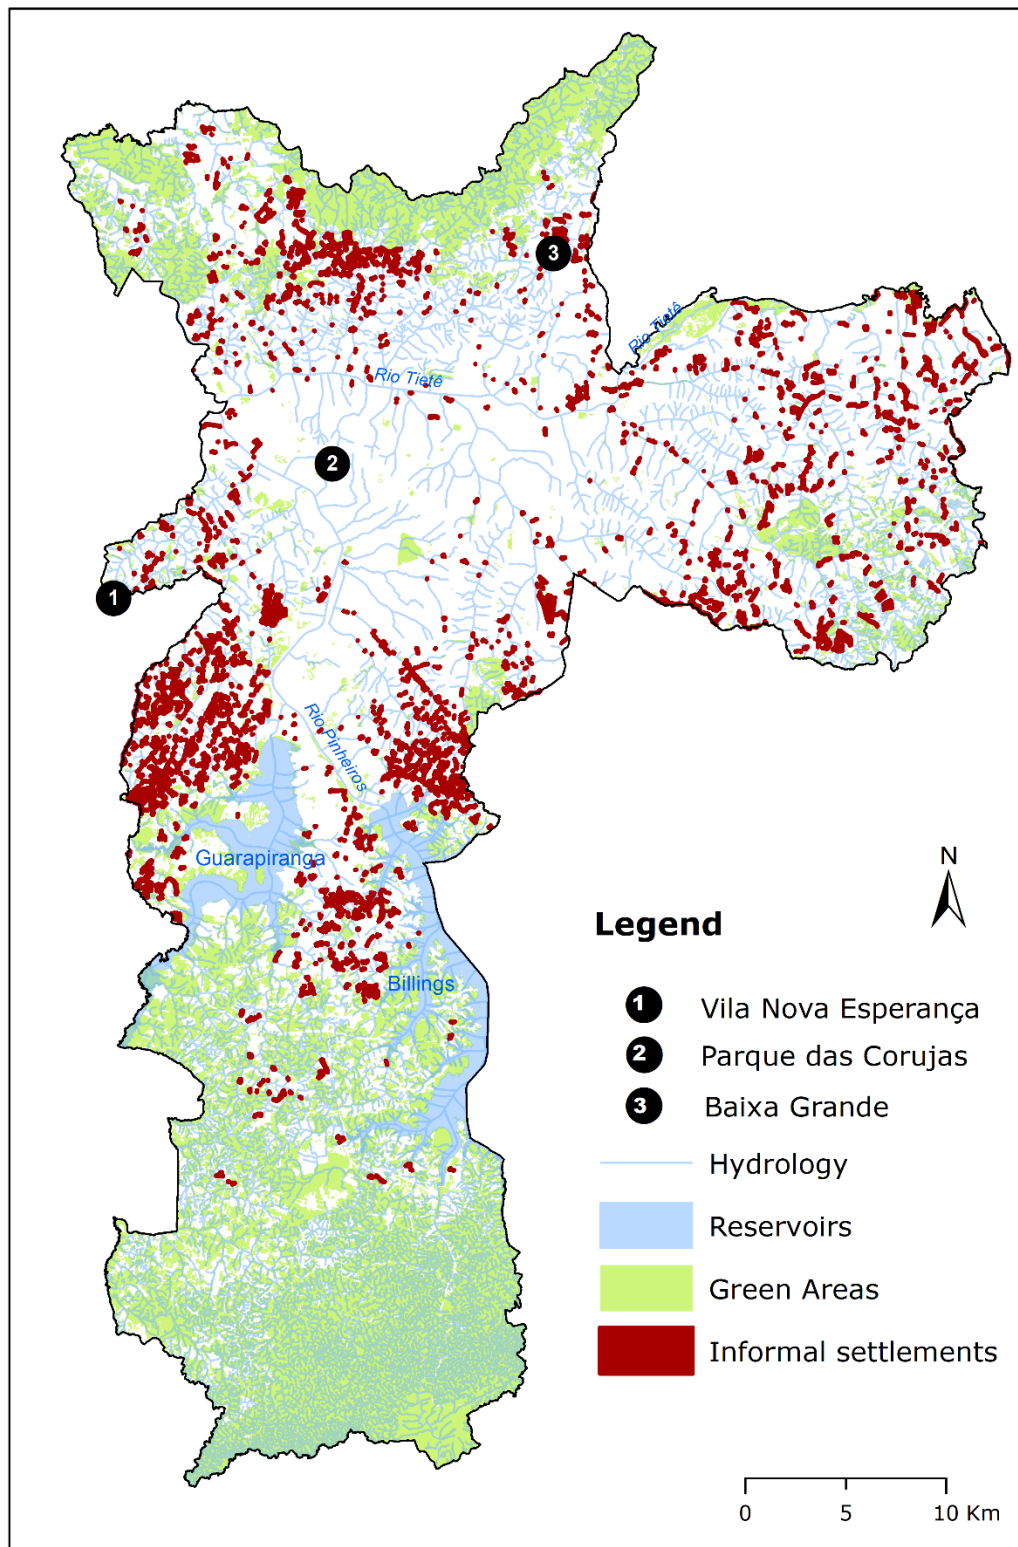 3
Rio Tietê
Rio Tietê
2
1
Rio Pinheiros
Guarapiranga
Billings
N
Legend
1 Vila Nova Esperança
2 Parque das Corujas
3 Baixa Grande
Hydrology
Reservoirs
Green Areas
Informal settlements
0 5 10 Km